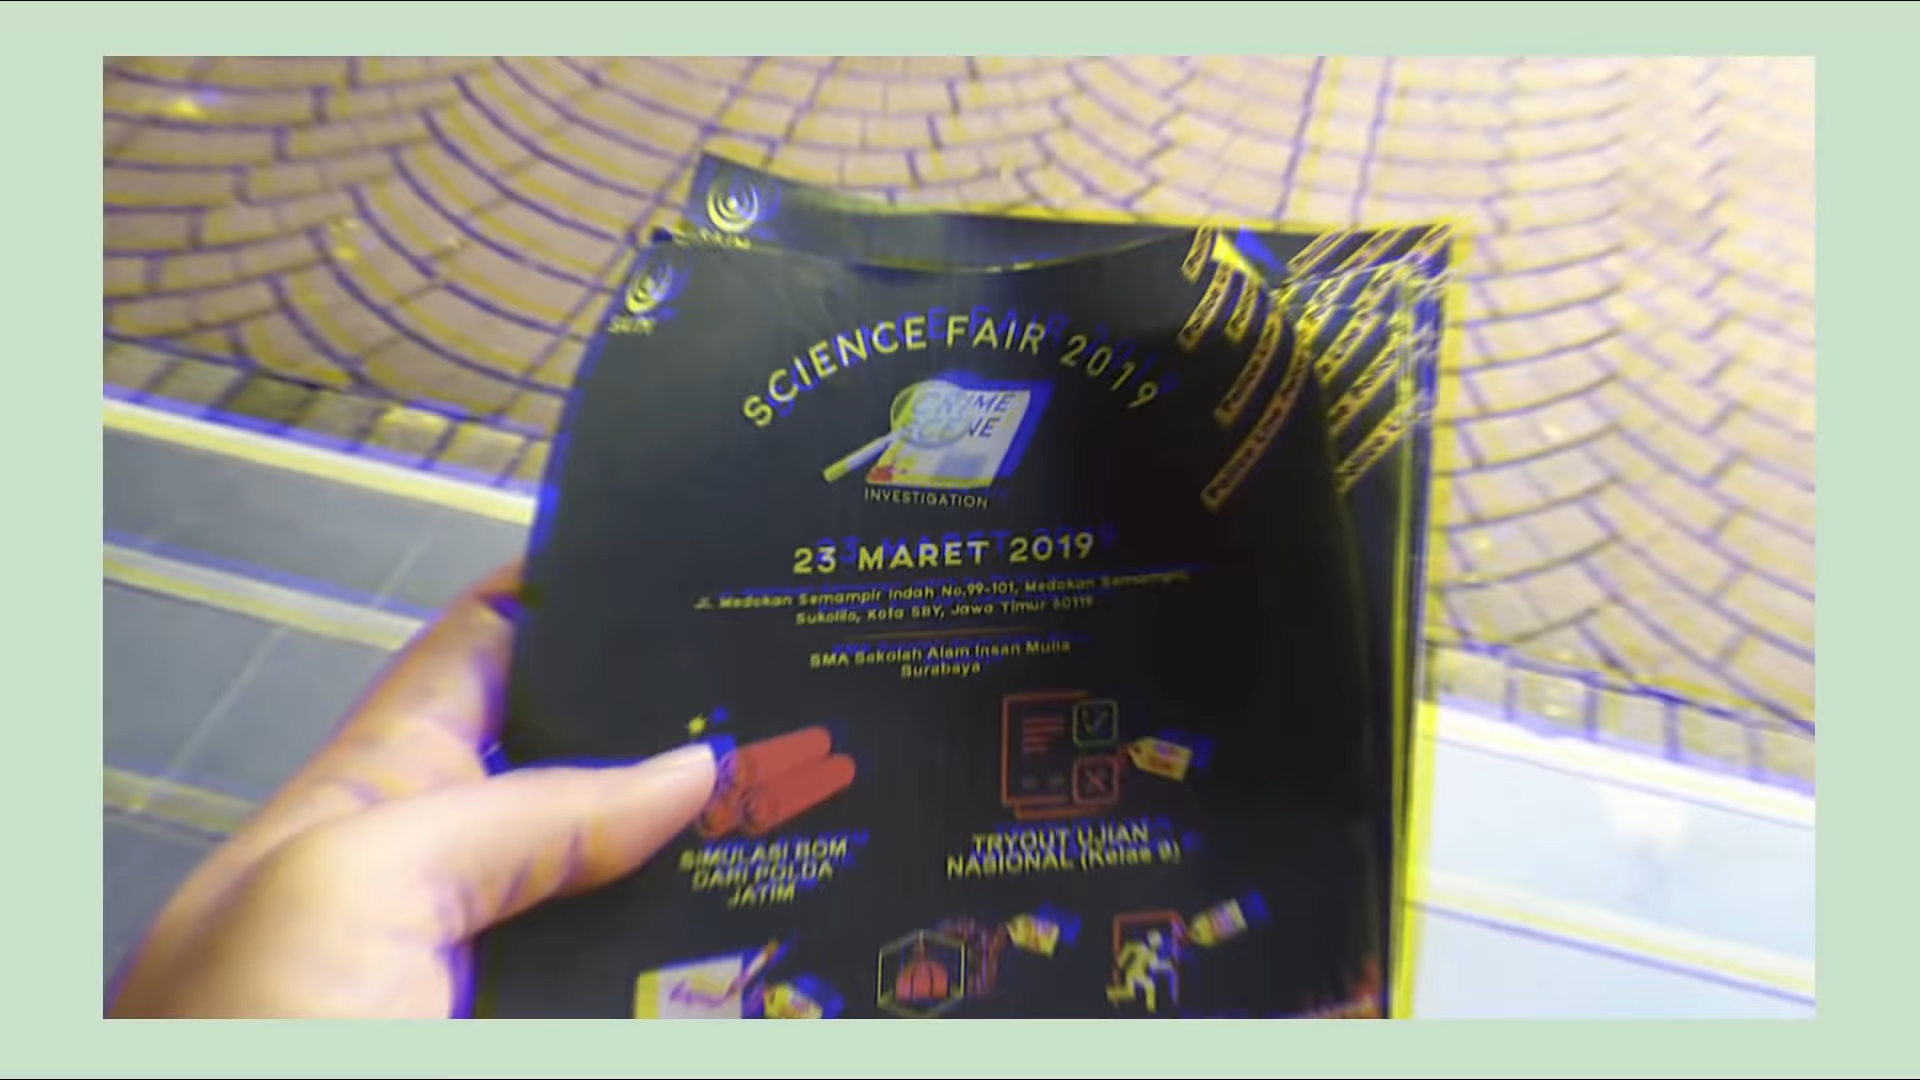 SCIENCE FAIR 2019
CRIME
SCENE
INVESTIGATION
23 MARET 2019
Jl. Medokan Semampir Indah No.99-101, Medokan Semampir,
Sukolilo, Kota SBY, Jawa Timur 60119
SMA Sekolah Alam Insan Mulia
Surabaya
SIMULASI BOM
DARI POLDA
JATIM
TRYOUT UJIAN
NASIONAL (Kelas 9)